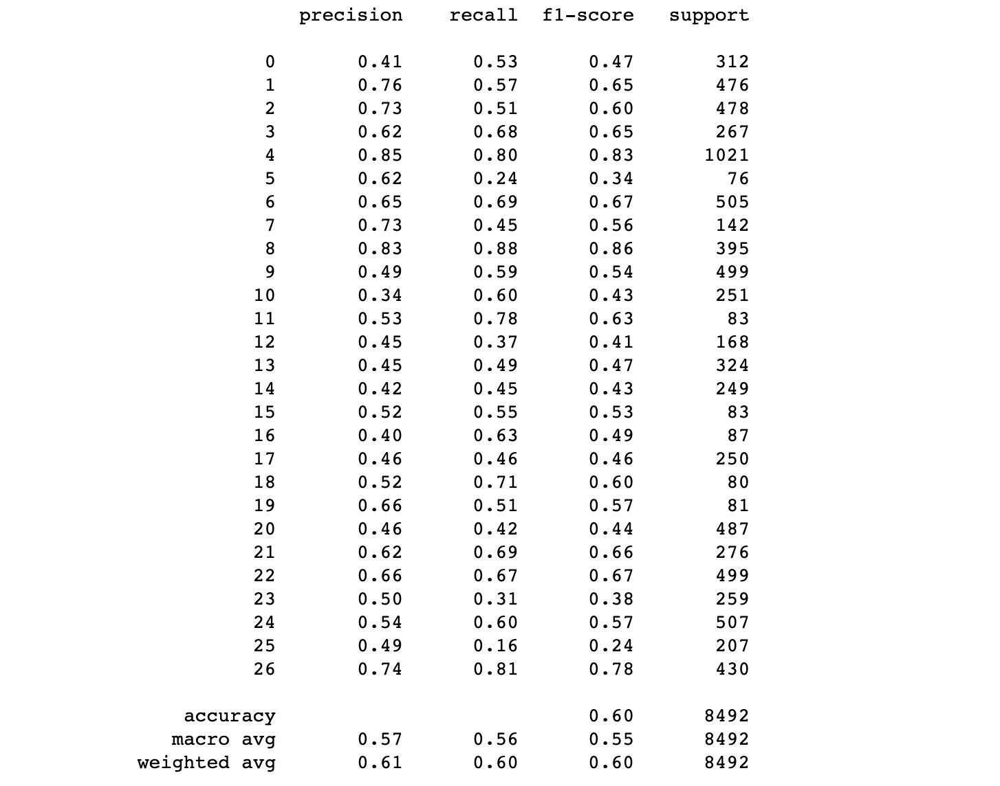 precision recall f1-score support
0 0.41 0.53 0.47 312
1 0.76 0.57 0.65 476
2 0.73 0.51 0.60 478
3 0.62 0.68 0.65 267
4 0.85 0.80 0.83 1021
5 0.62 0.24 0.34 76
6 0.65 0.69 0.67 505
7 0.73 0.45 0.56 142
8 0.83 0.88 0.86 395
9 0.49 0.59 0.54 499
10 0.34 0.60 0.43 251
11 0.53 0.78 0.63 83
12 0.45 0.37 0.41 168
13 0.45 0.49 0.47 324
14 0.42 0.45 0.43 249
15 0.52 0.55 0.53 83
16 0.40 0.63 0.49 87
17 0.46 0.46 0.46 250
18 0.52 0.71 0.60 80
19 0.66 0.51 0.57 81
20 0.46 0.42 0.44 487
21 0.62 0.69 0.66 276
22 0.66 0.67 0.67 499
23 0.50 0.31 0.38 259
24 0.54 0.60 0.57 507
25 0.49 0.16 0.24 207
26 0.74 0.81 0.78 430
accuracy 0.60 8492
macro avg 0.57 0.56 0.55 8492
weighted avg 0.61 0.60 0.60 8492